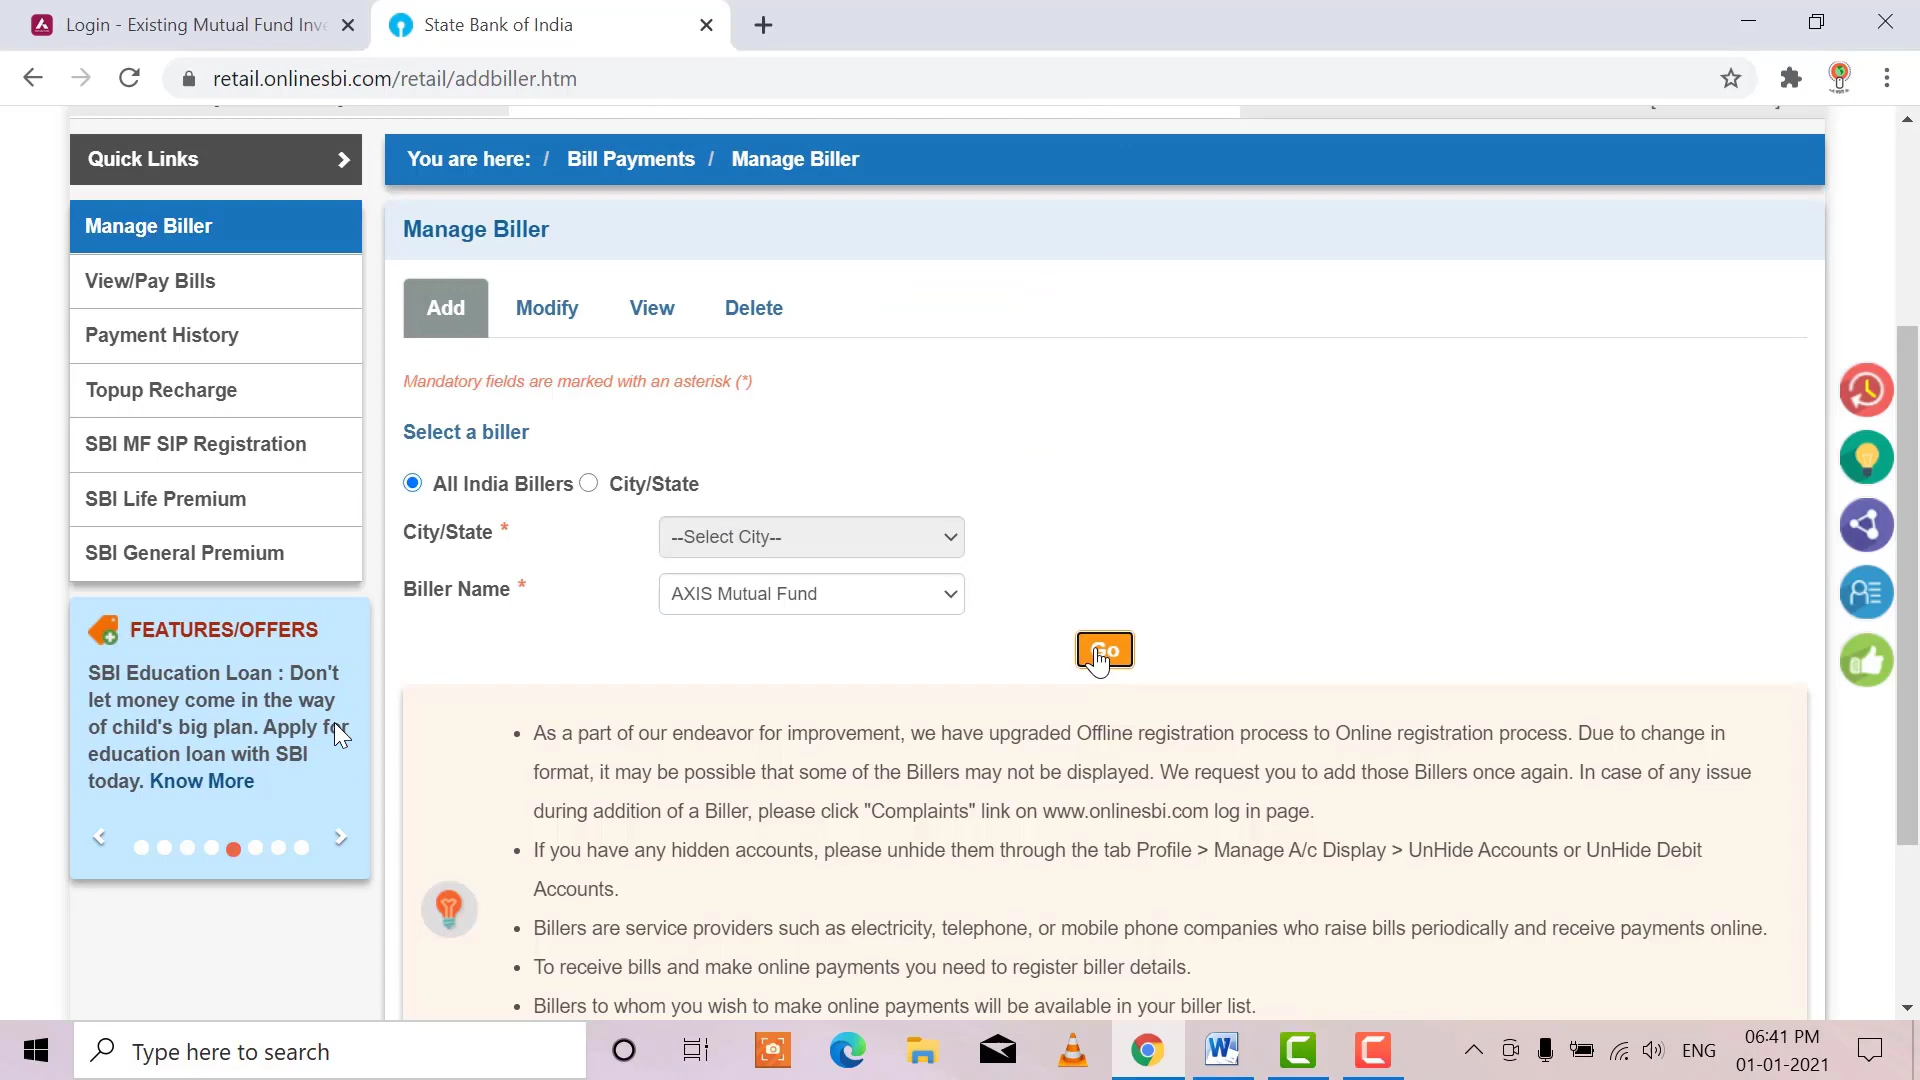 Login - Existing Mutual Fund Inve
State Bank of India
retail.onlinesbi.com/retail/addbiller.htm
Quick Links
You are here: / Bill Payments / Manage Biller
Manage Biller
View/Pay Bills
Payment History
Topup Recharge
SBI MF SIP Registration
SBI Life Premium
SBI General Premium
FEATURES/OFFERS
SBI Education Loan : Don't
let money come in the way
of child's big plan. Apply for
education loan with SBI
today. Know More
Manage Biller
Add Modify View Delete
Mandatory fields are marked with an asterisk (*)
Select a biller
All India Billers City/State
City/State * --Select City--
Biller Name * AXIS Mutual Fund
Go
• As a part of our endeavor for improvement, we have upgraded Offline registration process to Online registration process. Due to change in
format, it may be possible that some of the Billers may not be displayed. We request you to add those Billers once again. In case of any issue
during addition of a Biller, please click "Complaints" link on www.onlinesbi.com log in page.
• If you have any hidden accounts, please unhide them through the tab Profile > Manage A/c Display > UnHide Accounts or UnHide Debit
Accounts.
• Billers are service providers such as electricity, telephone, or mobile phone companies who raise bills periodically and receive payments online.
• To receive bills and make online payments you need to register biller details.
• Billers to whom you wish to make online payments will be available in your biller list.
Type here to search
ENG
06:41 PM
01-01-2021